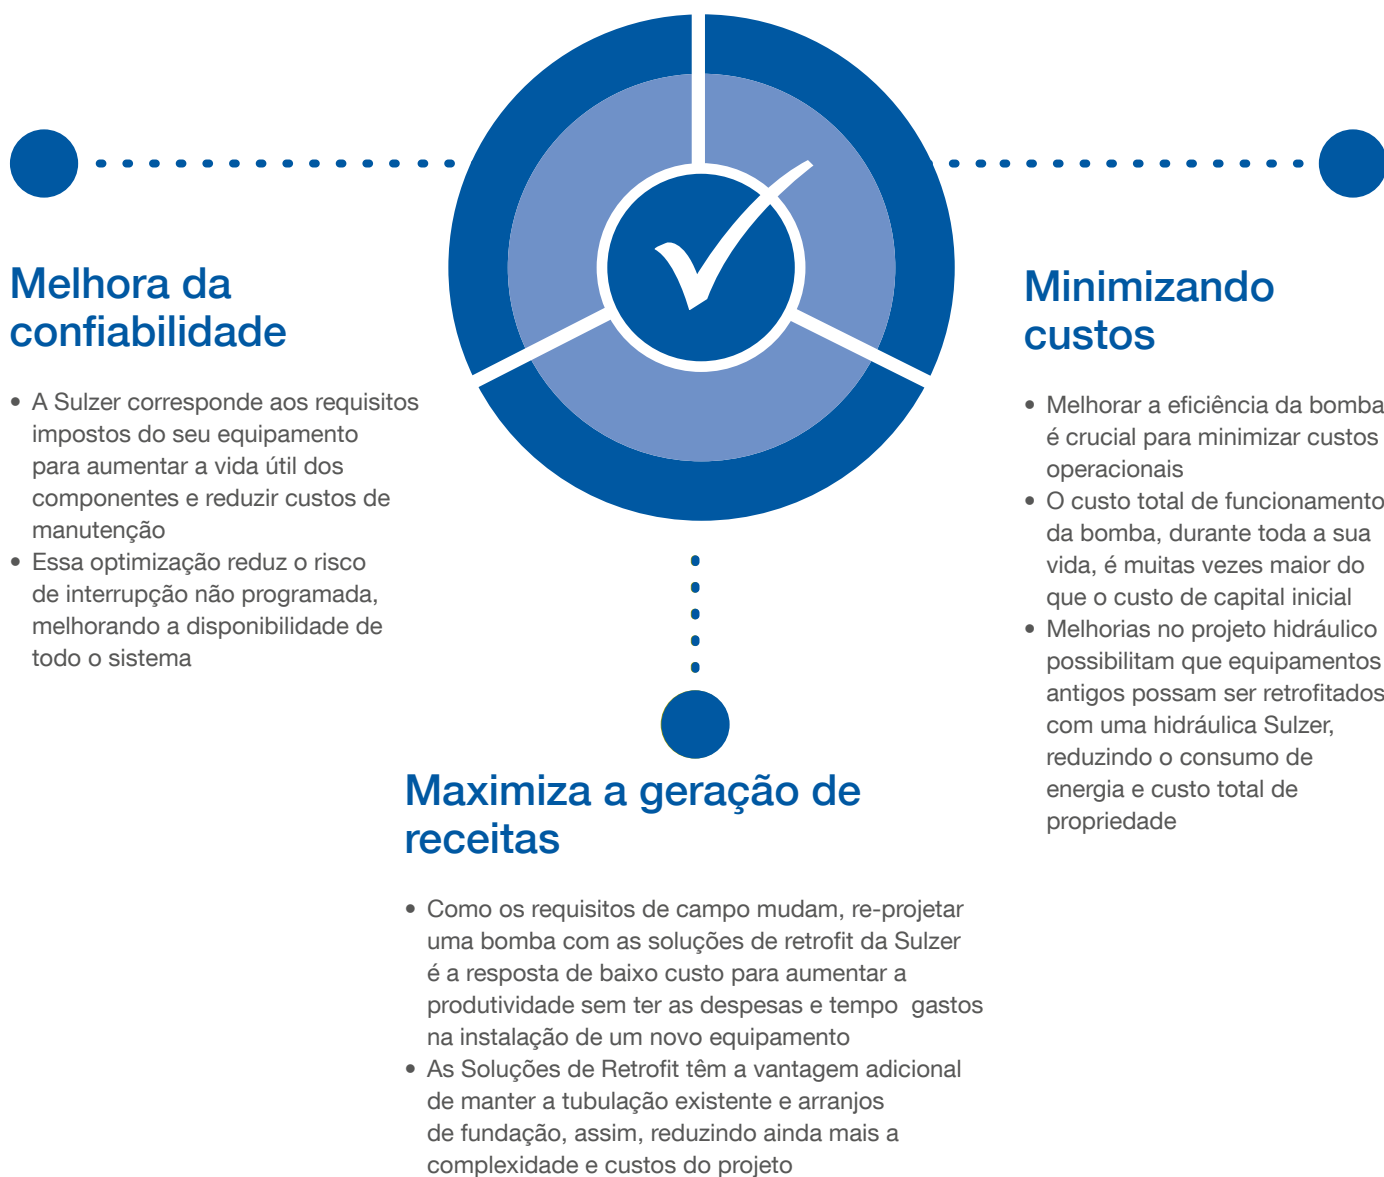 Melhora da
confiabilidade
• A Sulzer corresponde aos requisitos
impostos do seu equipamento
para aumentar a vida útil dos
componentes e reduzir custos de
manutenção
• Essa optimização reduz o risco
de interrupção não programada,
melhorando a disponibilidade de
todo o sistema
Maximiza a geração de
receitas
• Como os requisitos de campo mudam, re-projetar
uma bomba com as soluções de retrofit da Sulzer
é a resposta de baixo custo para aumentar a
produtividade sem ter as despesas e tempo  gastos
na instalação de um novo equipamento
• As Soluções de Retrofit têm a vantagem adicional
de manter a tubulação existente e arranjos
de fundação, assim, reduzindo ainda mais a
complexidade e custos do projeto
Minimizando
custos
• Melhorar a eficiência da bomba
é crucial para minimizar custos
operacionais
• O custo total de funcionamento
da bomba, durante toda a sua
vida, é muitas vezes maior do
que o custo de capital inicial
• Melhorias no projeto hidráulico
possibilitam que equipamentos
antigos possam ser retrofitados
com uma hidráulica Sulzer,
reduzindo o consumo de
energia e custo total de
propriedade